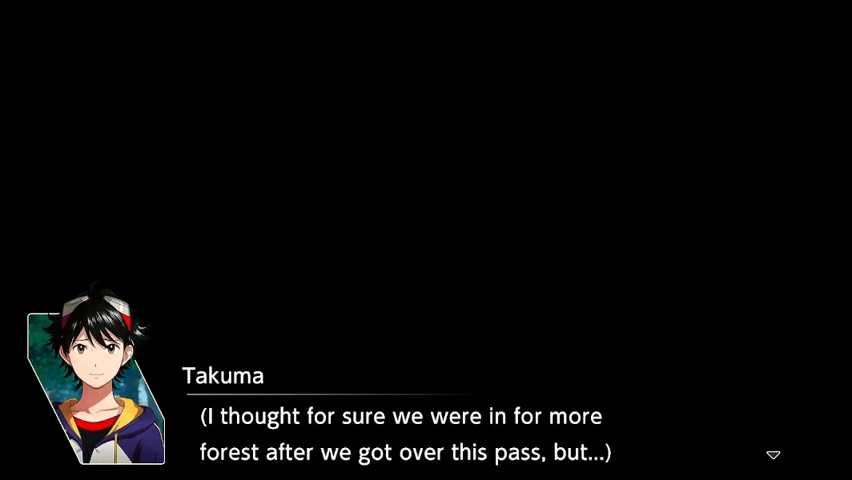 Takuma
(I thought for sure we were in for more
forest after we got over this pass, but...)